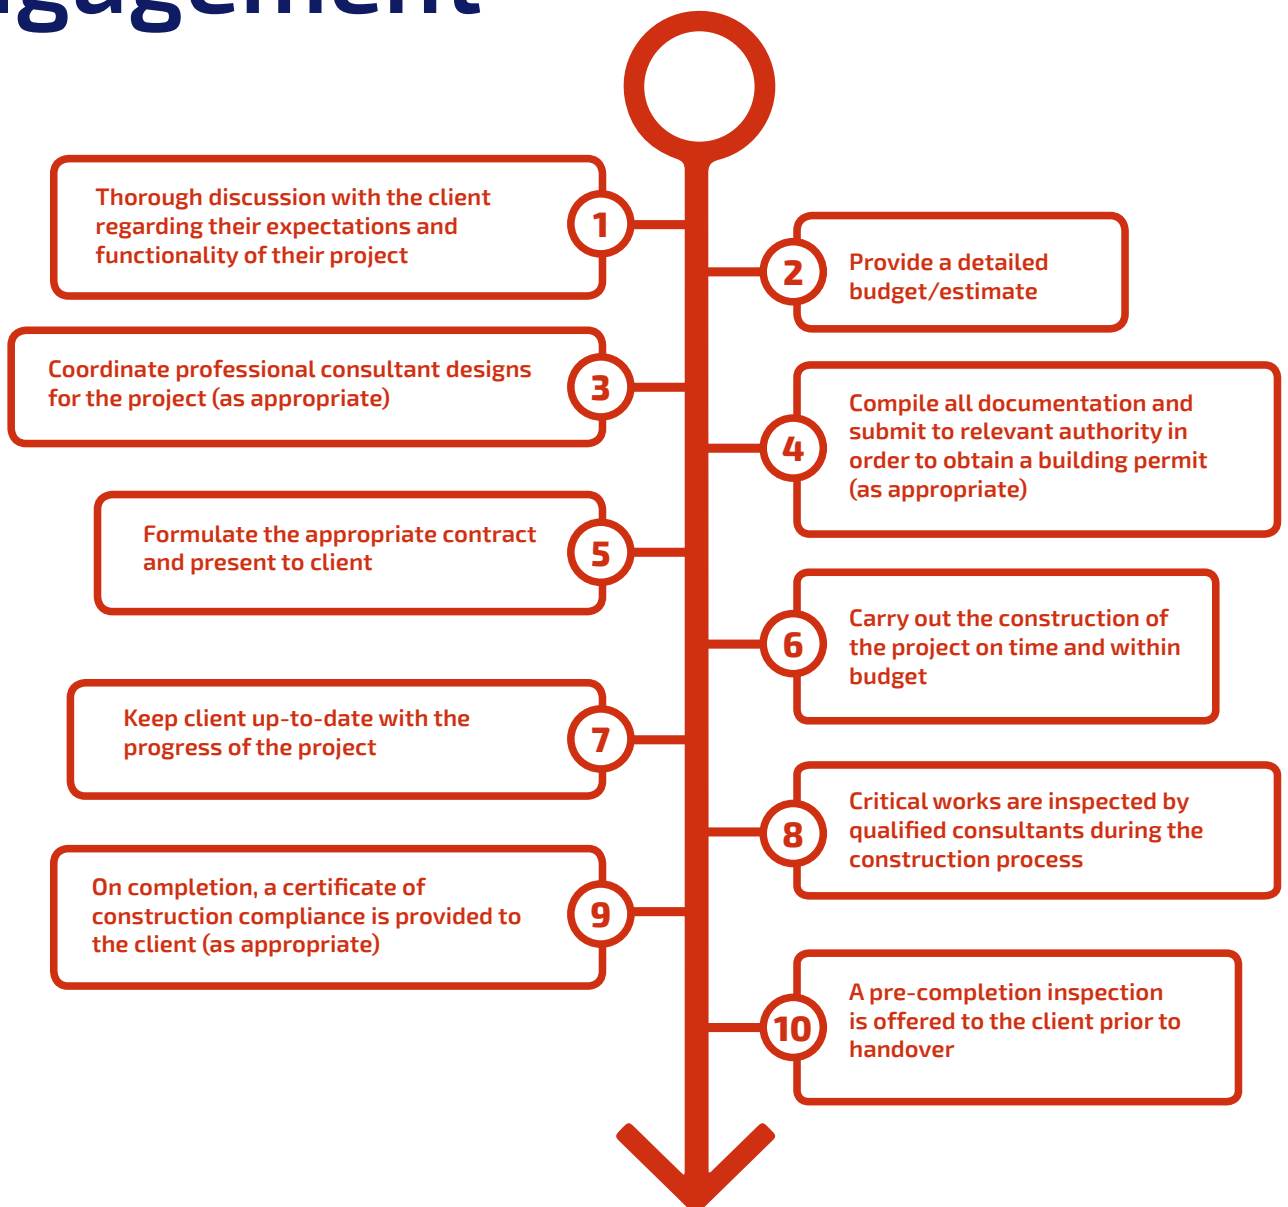 ngagement
1
Thorough discussion with the client
regarding their expectations and
functionality of their project
2
Provide a detailed
budget/estimate
3
Coordinate professional consultant designs
for the project (as appropriate)
4
Compile all documentation and
submit to relevant authority in
order to obtain a building permit
(as appropriate)
5
Formulate the appropriate contract
and present to client
6
Carry out the construction of
the project on time and within
budget
7
Keep client up-to-date with the
progress of the project
8
Critical works are inspected by
qualified consultants during the
construction process
9
On completion, a certificate of
construction compliance is provided to
the client (as appropriate)
10
A pre-completion inspection
is offered to the client prior to
handover